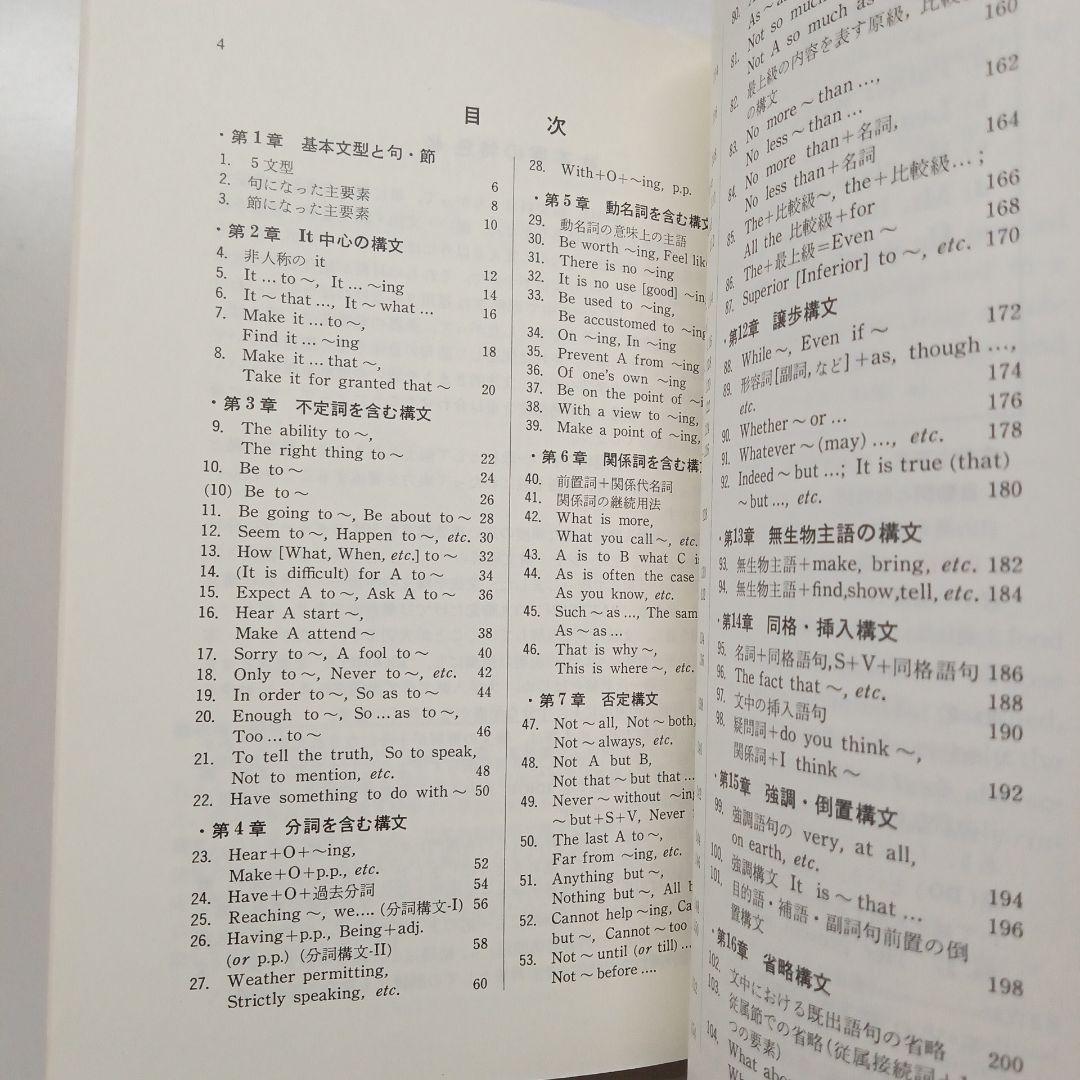 4
目 次
・第1章 基本文型と句・節
1. 5文型 6
2. 句になった主要素 8
3. 節になった主要素 10
・第2章 It 中心の構文
4. 非人称の it 12
5. It … to ～, It … ～ing 14
6. It ～ that …, It ～ what … 16
7. Make it … to ～,
Find it … ～ing 18
8. Make it … that ～,
Take it for granted that ～ 20
・第3章 不定詞を含む構文
9. The ability to ～,
The right thing to ～ 22
10. Be to ～ 24
(10) Be to ～ 26
11. Be going to ～, Be about to ～ 28
12. Seem to ～, Happen to ～, etc. 30
13. How [What, When, etc.] to ～ 32
14. (It is difficult) for A to ～ 34
15. Expect A to ～, Ask A to ～ 36
16. Hear A start ～,
Make A attend ～ 38
17. Sorry to ～, A fool to ～ 40
18. Only to ～, Never to ～, etc. 42
19. In order to ～, So as to ～ 44
20. Enough to ～, So … as to ～,
Too … to ～ 46
21. To tell the truth, So to speak,
Not to mention, etc. 48
22. Have something to do with ～ 50
・第4章 分詞を含む構文
23. Hear+O+～ing,
Make+O+p.p., etc. 52
24. Have+O+過去分詞 54
25. Reaching ～, we…. (分詞構文-I) 56
26. Having+p.p., Being+adj.
(or p.p.) (分詞構文-II) 58
27. Weather permitting,
Strictly speaking, etc. 60
28. With+O+～ing, p.p.
・第5章 動名詞を含む構文
29. 動名詞の意味上の主語
30. Be worth ～ing, Feel
31. There is no ～ing
32. It is no use [good] ～ing
33. Be used to ～ing,
Be accustomed to ～ing
34. On ～ing, In ～ing
35. Prevent A from ～ing
36. Of one's own ～ing
37. Be on the point of
38. With a view to ～ing,
39. Make a point of ～ing,
・第6章 関係詞を含む構文
40. 前置詞+関係代名詞
41. 関係詞の継続用法
42. What is more,
What you call ～, etc.
43. A is to B what C
44. As is often the case
As you know, etc.
45. Such ～ as …, The same
As ～ as …
46. That is why ～,
This is where ～, etc.
・第7章 否定構文
47. Not ～ all, Not ～ both,
Not ～ always, etc.
48. Not A but B,
Not that ～ but that …
49. Never ～ without ～ing
～ but+S+V, Never
50. The last A to ～,
Far from ～ing, etc.
51. Anything but ～,
Nothing but ～, All
52. Cannot help ～ing,
but ～, Cannot ～ too
53. Not ～ until (or till) …
Not ～ before ….
80.
As ～
81. Not so much
Not A so much as 160
82. 最上級の内容を表す原級, 比較
の構文 162
83. No more ～ than …,
No less ～ than … 164
84. No more than+名詞,
No less than+名詞 166
85. The+比較級～, the+比較級…;
All the 比較級+for 168
86. The+最上級=Even ～ 170
87. Superior [Inferior] to ～, etc.
・第12章 譲歩構文
88. While ～, Even if ～ 172
89. 形容詞[副詞, など]+as, though …,
etc. 174
90. Whether ～ or … 176
91. Whatever ～ (may) …, etc. 178
92. Indeed ～ but …; It is true (that)
～ but …, etc. 180
・第13章 無生物主語の構文
93. 無生物主語+make, bring, etc. 182
94. 無生物主語+find,show,tell, etc. 184
・第14章 同格・挿入構文
95. 名詞+同格語句,S+V+同格語句 186
96. The fact that ～, etc. 188
97. 文中の挿入語句 190
98. 疑問詞+do you think ～,
関係詞+I think ～ 192
・第15章 強調・倒置構文
99. 強調語句の very, at all,
on earth, etc. 194
100. 強調構文 It is ～ that … 196
101. 目的語・補語・副詞句前置の倒
置構文 198
・第16章 省略構文
102. 文中における既出語句の省略 200
103. 従属節での省略(従属接続詞+
つの要素)
104. What about